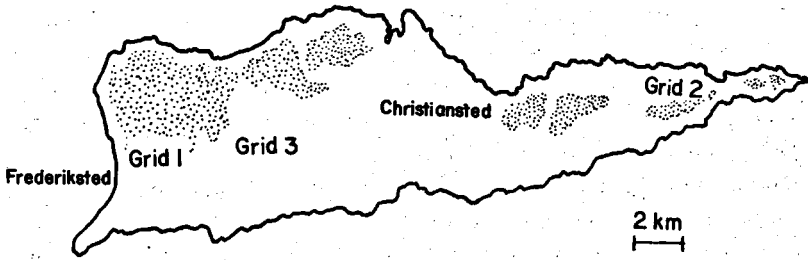 Grid 2
Christiansted
Grid 1
Grid 3
Frederiksted
2 km